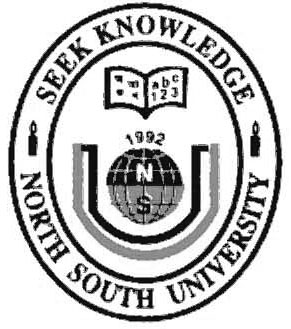 SEEK KNOWLEDGE
abc
123
1992
N
S
NORTH SOUTH UNIVERSITY